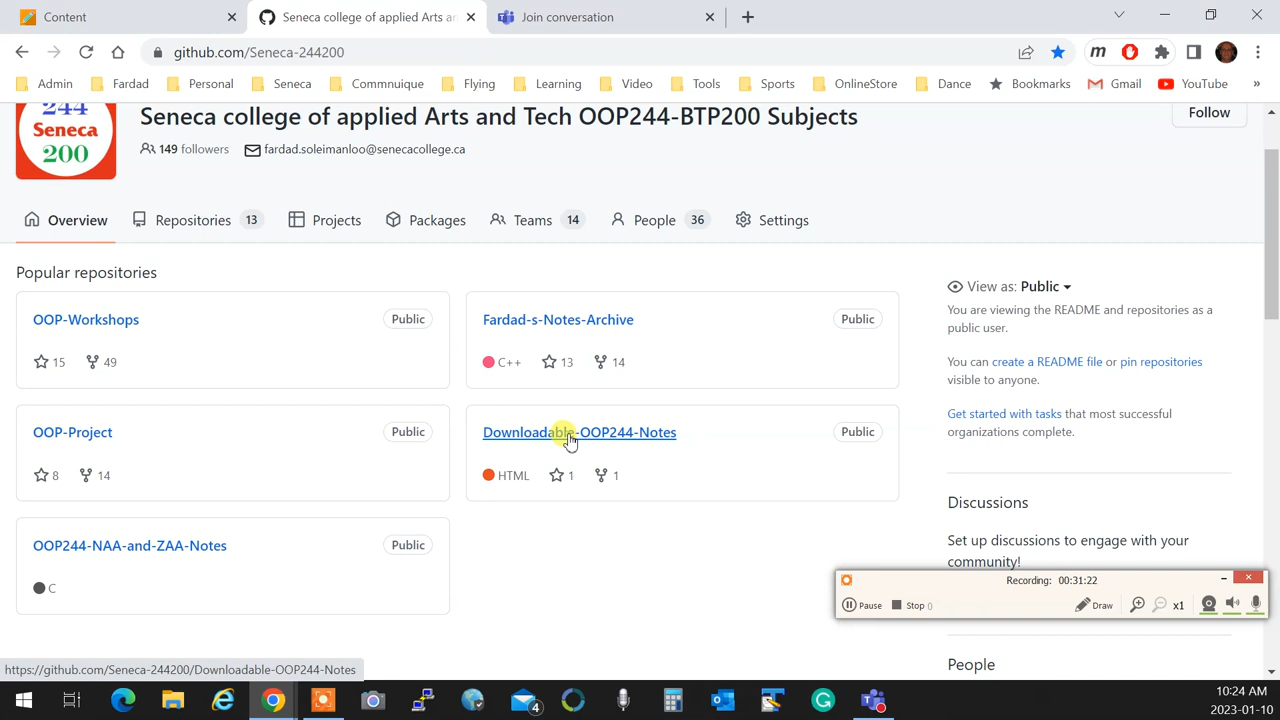 Content
Seneca college of applied Arts an
Join conversation
github.com/Seneca-244200
Admin Fardad Personal Seneca Commnuique Flying Learning Video Tools Sports OnlineStore Dance Bookmarks Gmail YouTube »
244
Seneca
200
Seneca college of applied Arts and Tech OOP244-BTP200 Subjects
Follow
149 followers fardad.soleimanloo@senecacollege.ca
Overview Repositories 13 Projects Packages Teams 14 People 36 Settings
Popular repositories
OOP-Workshops Public
15 49
Fardad-s-Notes-Archive Public
C++ 13 14
OOP-Project Public
8 14
Downloadable-OOP244-Notes Public
HTML 1 1
OOP244-NAA-and-ZAA-Notes Public
C
View as: Public
You are viewing the README and repositories as a
public user.
You can create a README file or pin repositories
visible to anyone.
Get started with tasks that most successful
organizations complete.
Discussions
Set up discussions to engage with your
community!
People
Recording: 00:31:22
Pause Stop () Draw x1
https://github.com/Seneca-244200/Downloadable-OOP244-Notes
4
10:24 AM
2023-01-10